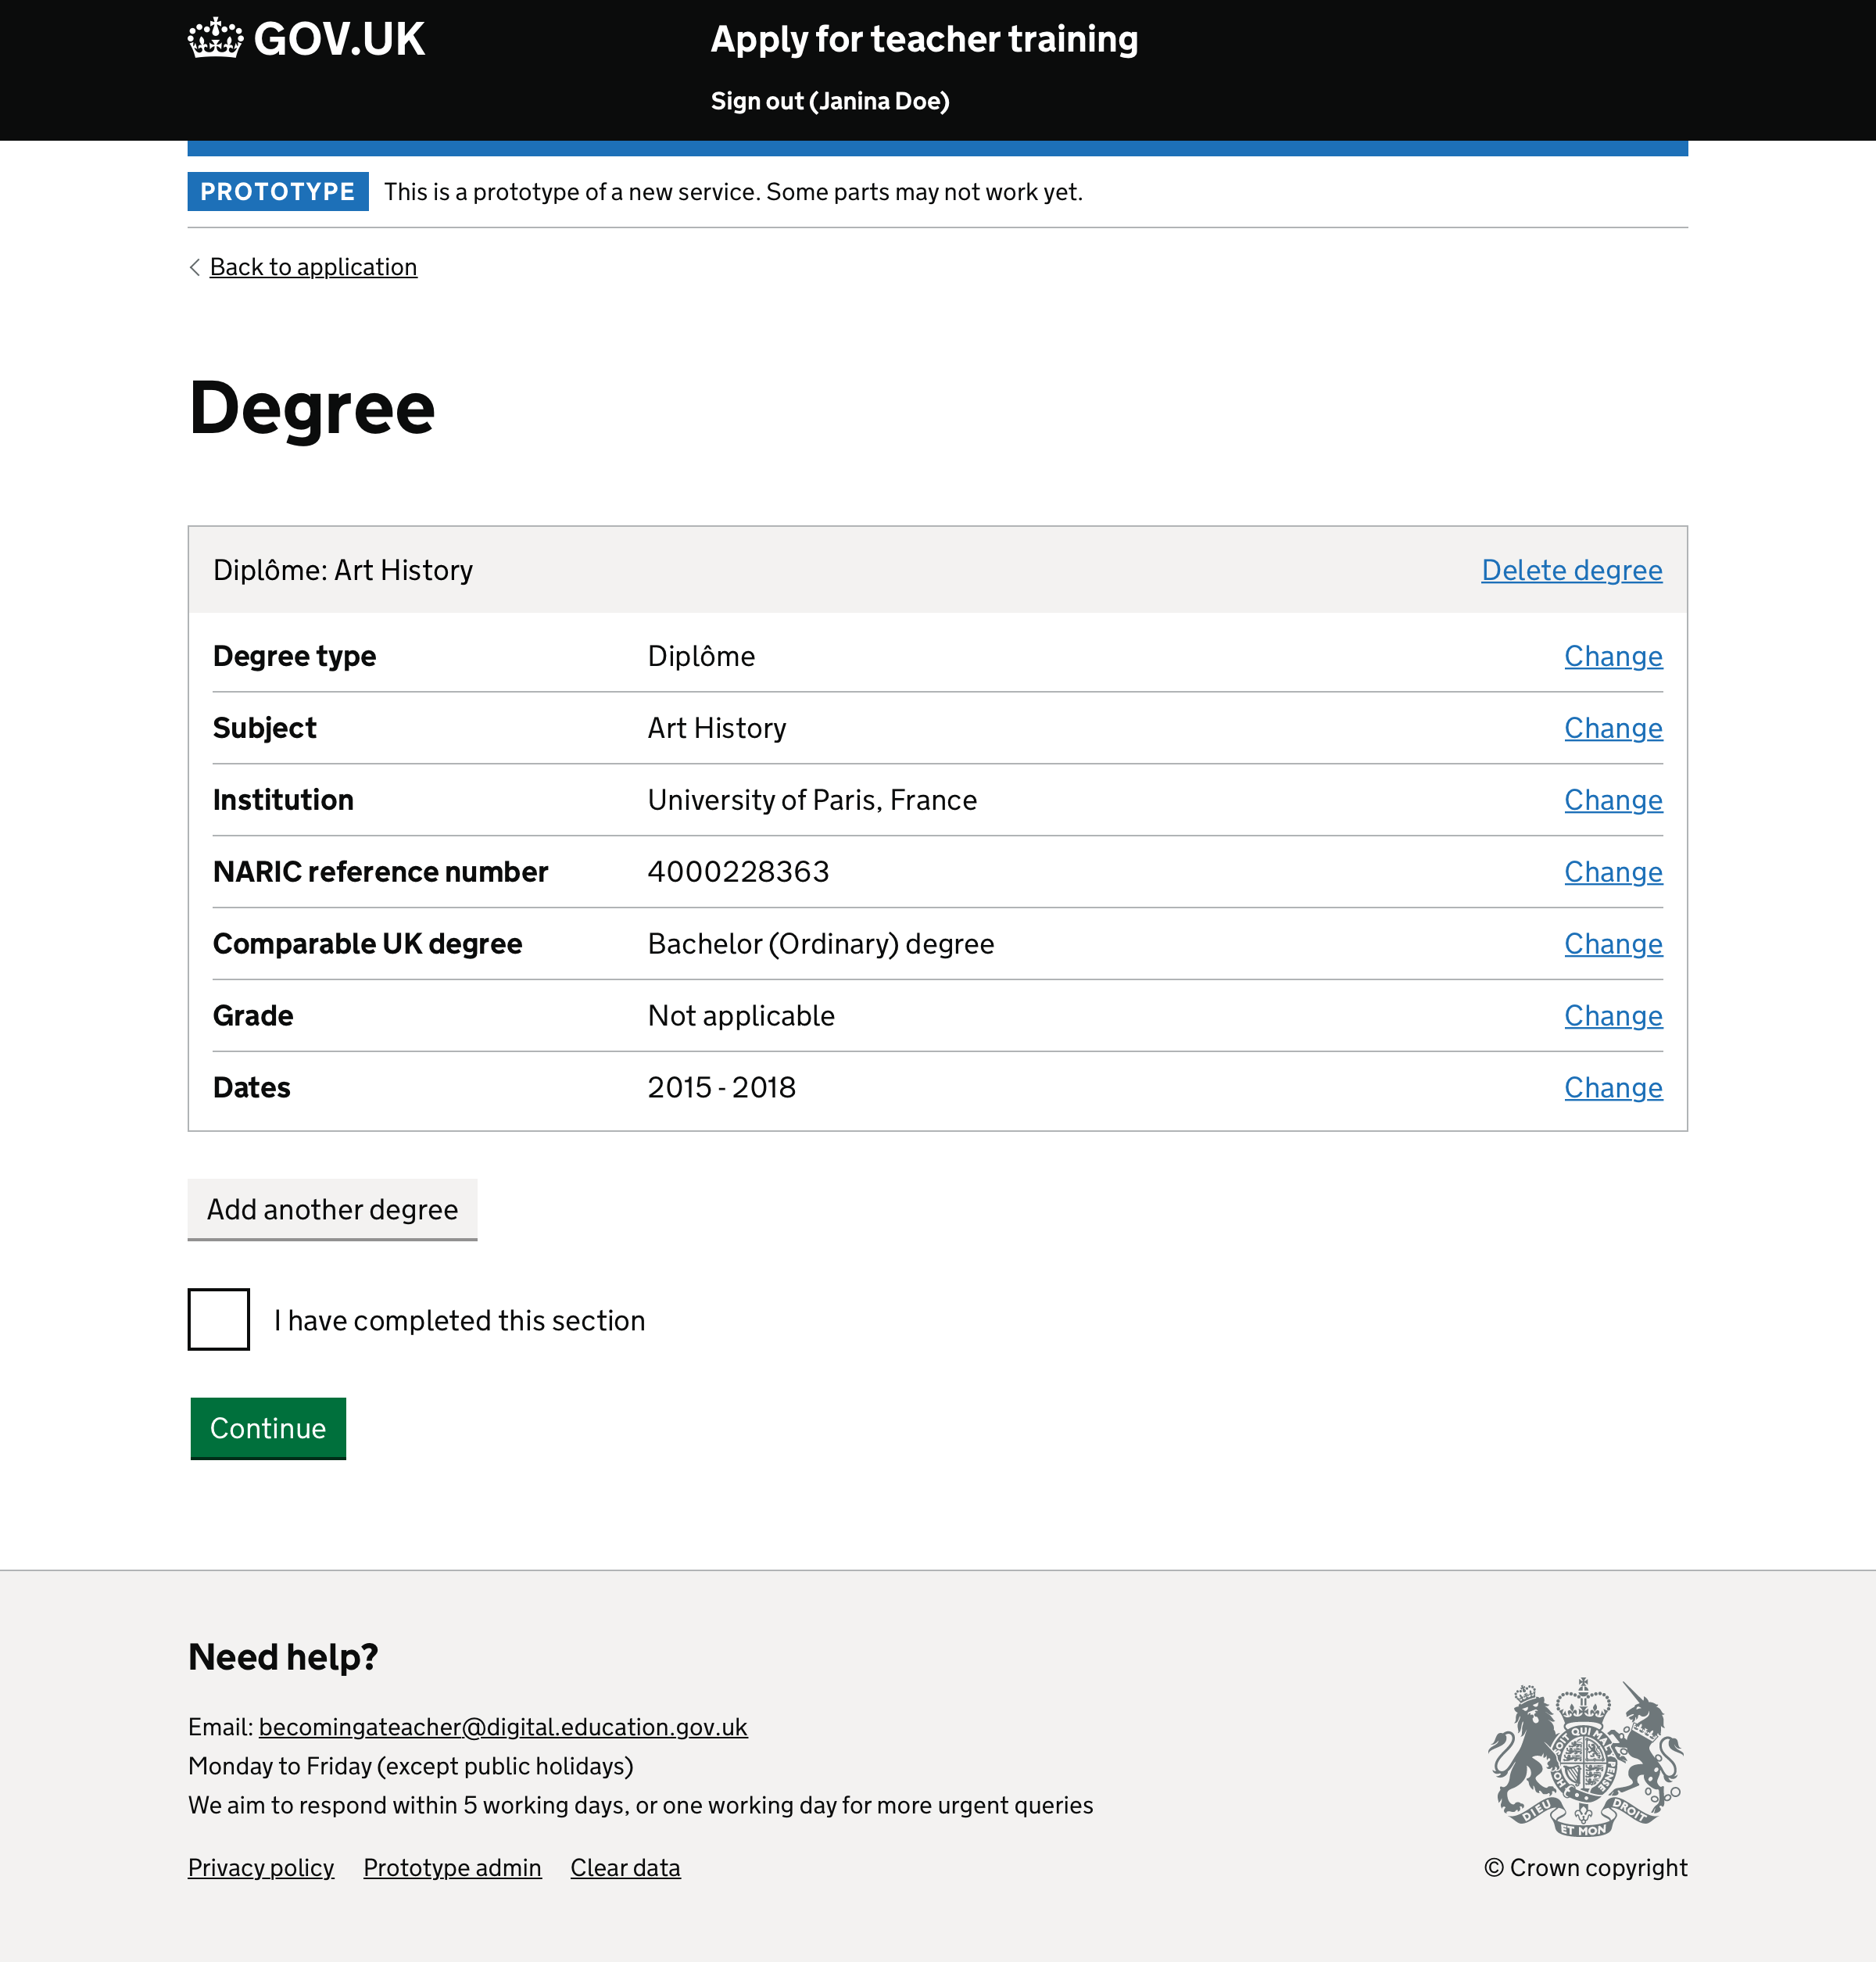 GOV.UK
Apply for teacher training
Sign out (Janina Doe)
PROTOTYPE This is a prototype of a new service. Some parts may not work yet.
Back to application
Degree
Diplôme: Art History Delete degree
Degree type Diplôme Change
Subject Art History Change
Institution University of Paris, France Change
NARIC reference number 4000228363 Change
Comparable UK degree Bachelor (Ordinary) degree Change
Grade Not applicable Change
Dates 2015 - 2018 Change
Add another degree
I have completed this section
Continue
Need help?
Email: becomingateacher@digital.education.gov.uk
Monday to Friday (except public holidays)
We aim to respond within 5 working days, or one working day for more urgent queries
Privacy policy Prototype admin Clear data
SOIT QUI MAL
DIEU ET MON DROIT
© Crown copyright